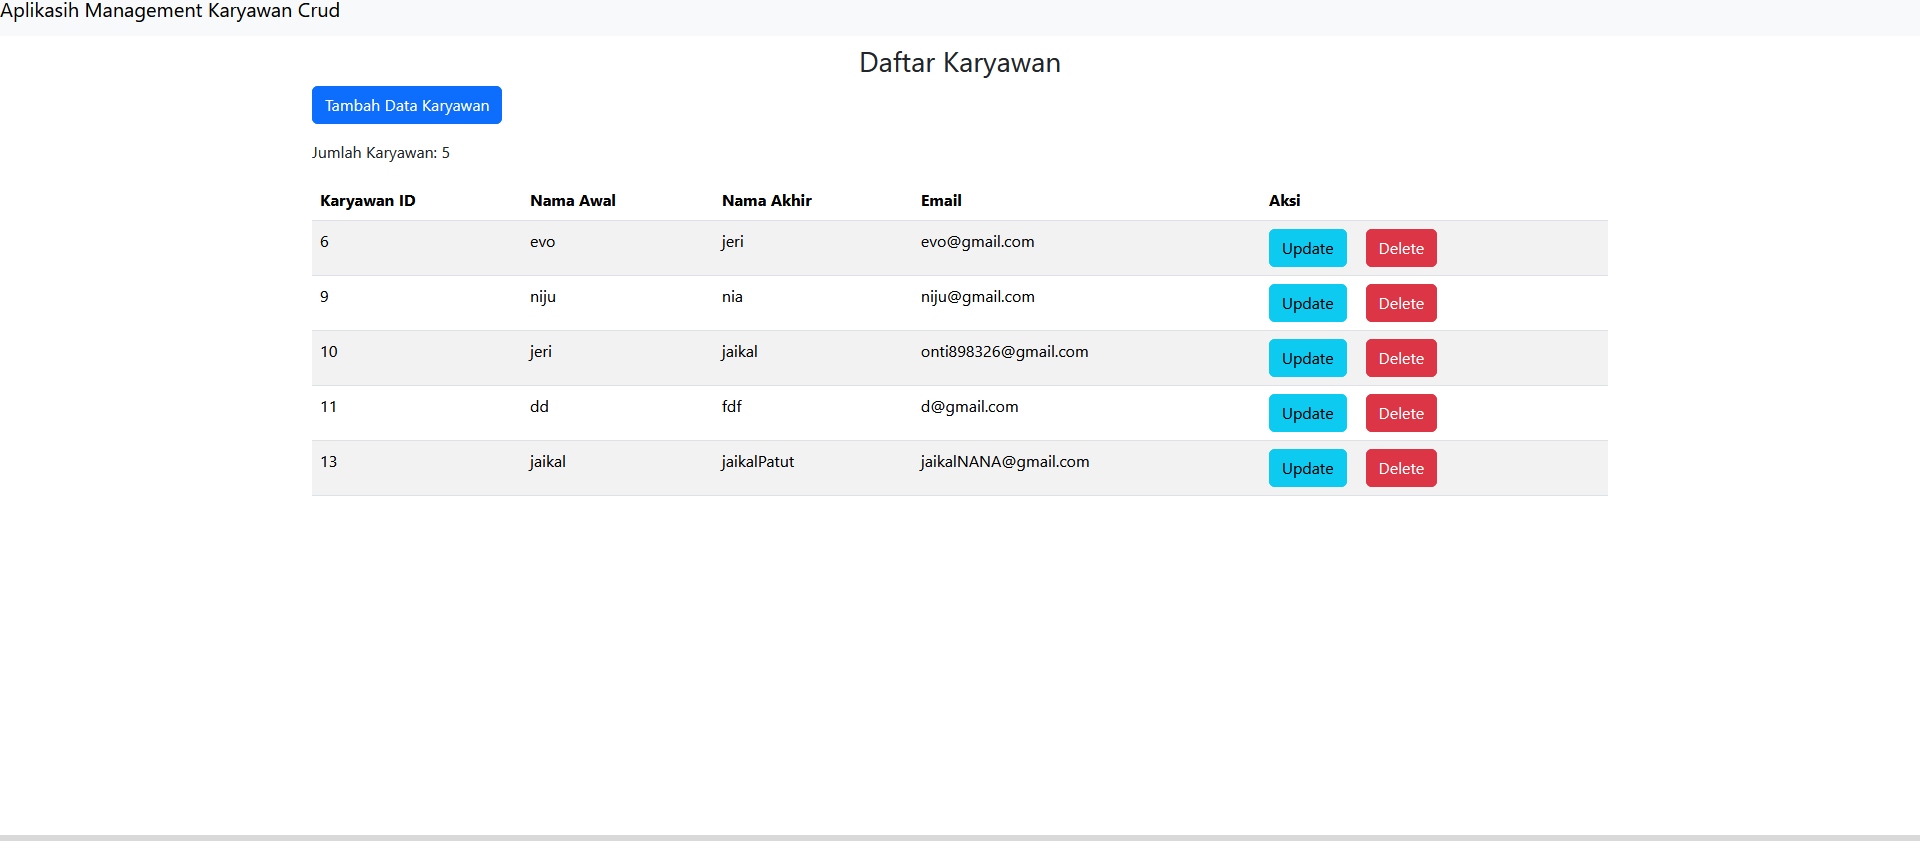 Aplikasih Management Karyawan Crud
Daftar Karyawan
Tambah Data Karyawan
Jumlah Karyawan: 5
Karyawan ID Nama Awal Nama Akhir Email Aksi
6 evo jeri evo@gmail.com Update Delete
9 niju nia niju@gmail.com Update Delete
10 jeri jaikal onti898326@gmail.com Update Delete
11 dd fdf d@gmail.com Update Delete
13 jaikal jaikalPatut jaikalNANA@gmail.com Update Delete